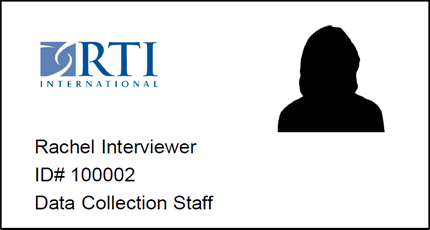 RTI
INTERNATIONAL
Rachel Interviewer
ID# 100002
Data Collection Staff